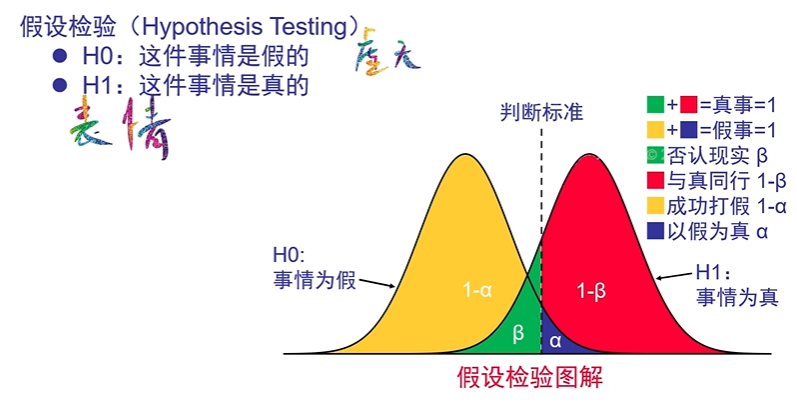 假设检验（Hypothesis Testing）
● H0：这件事情是假的
● H1：这件事情是真的
表情
判断标准
■+■=真事=1
■+■=假事=1
■否认现实 β
■与真同行 1-β
■成功打假 1-α
■以假为真 α
H0:
事情为假
1-α
β
α
1-β
H1：
事情为真
假设检验图解